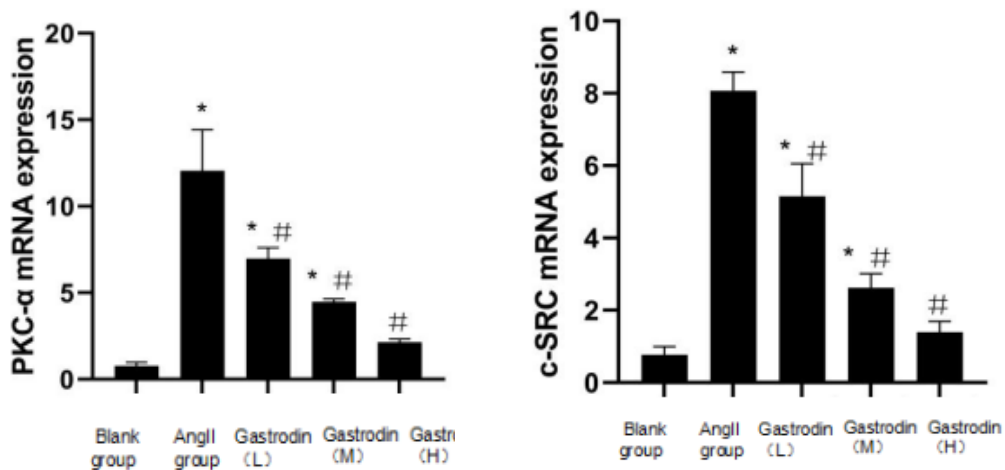 PKC-α mRNA expression
20
15
10
5
0
*
* #
* #
#
Blank group
AngII group
Gastrodin (L)
Gastrodin (M)
Gastr (H)
c-SRC mRNA expression
10
8
6
4
2
0
*
* #
* #
#
Blank group
AngII group
Gastrodin (L)
Gastrodin (M)
Gastrodin (H)